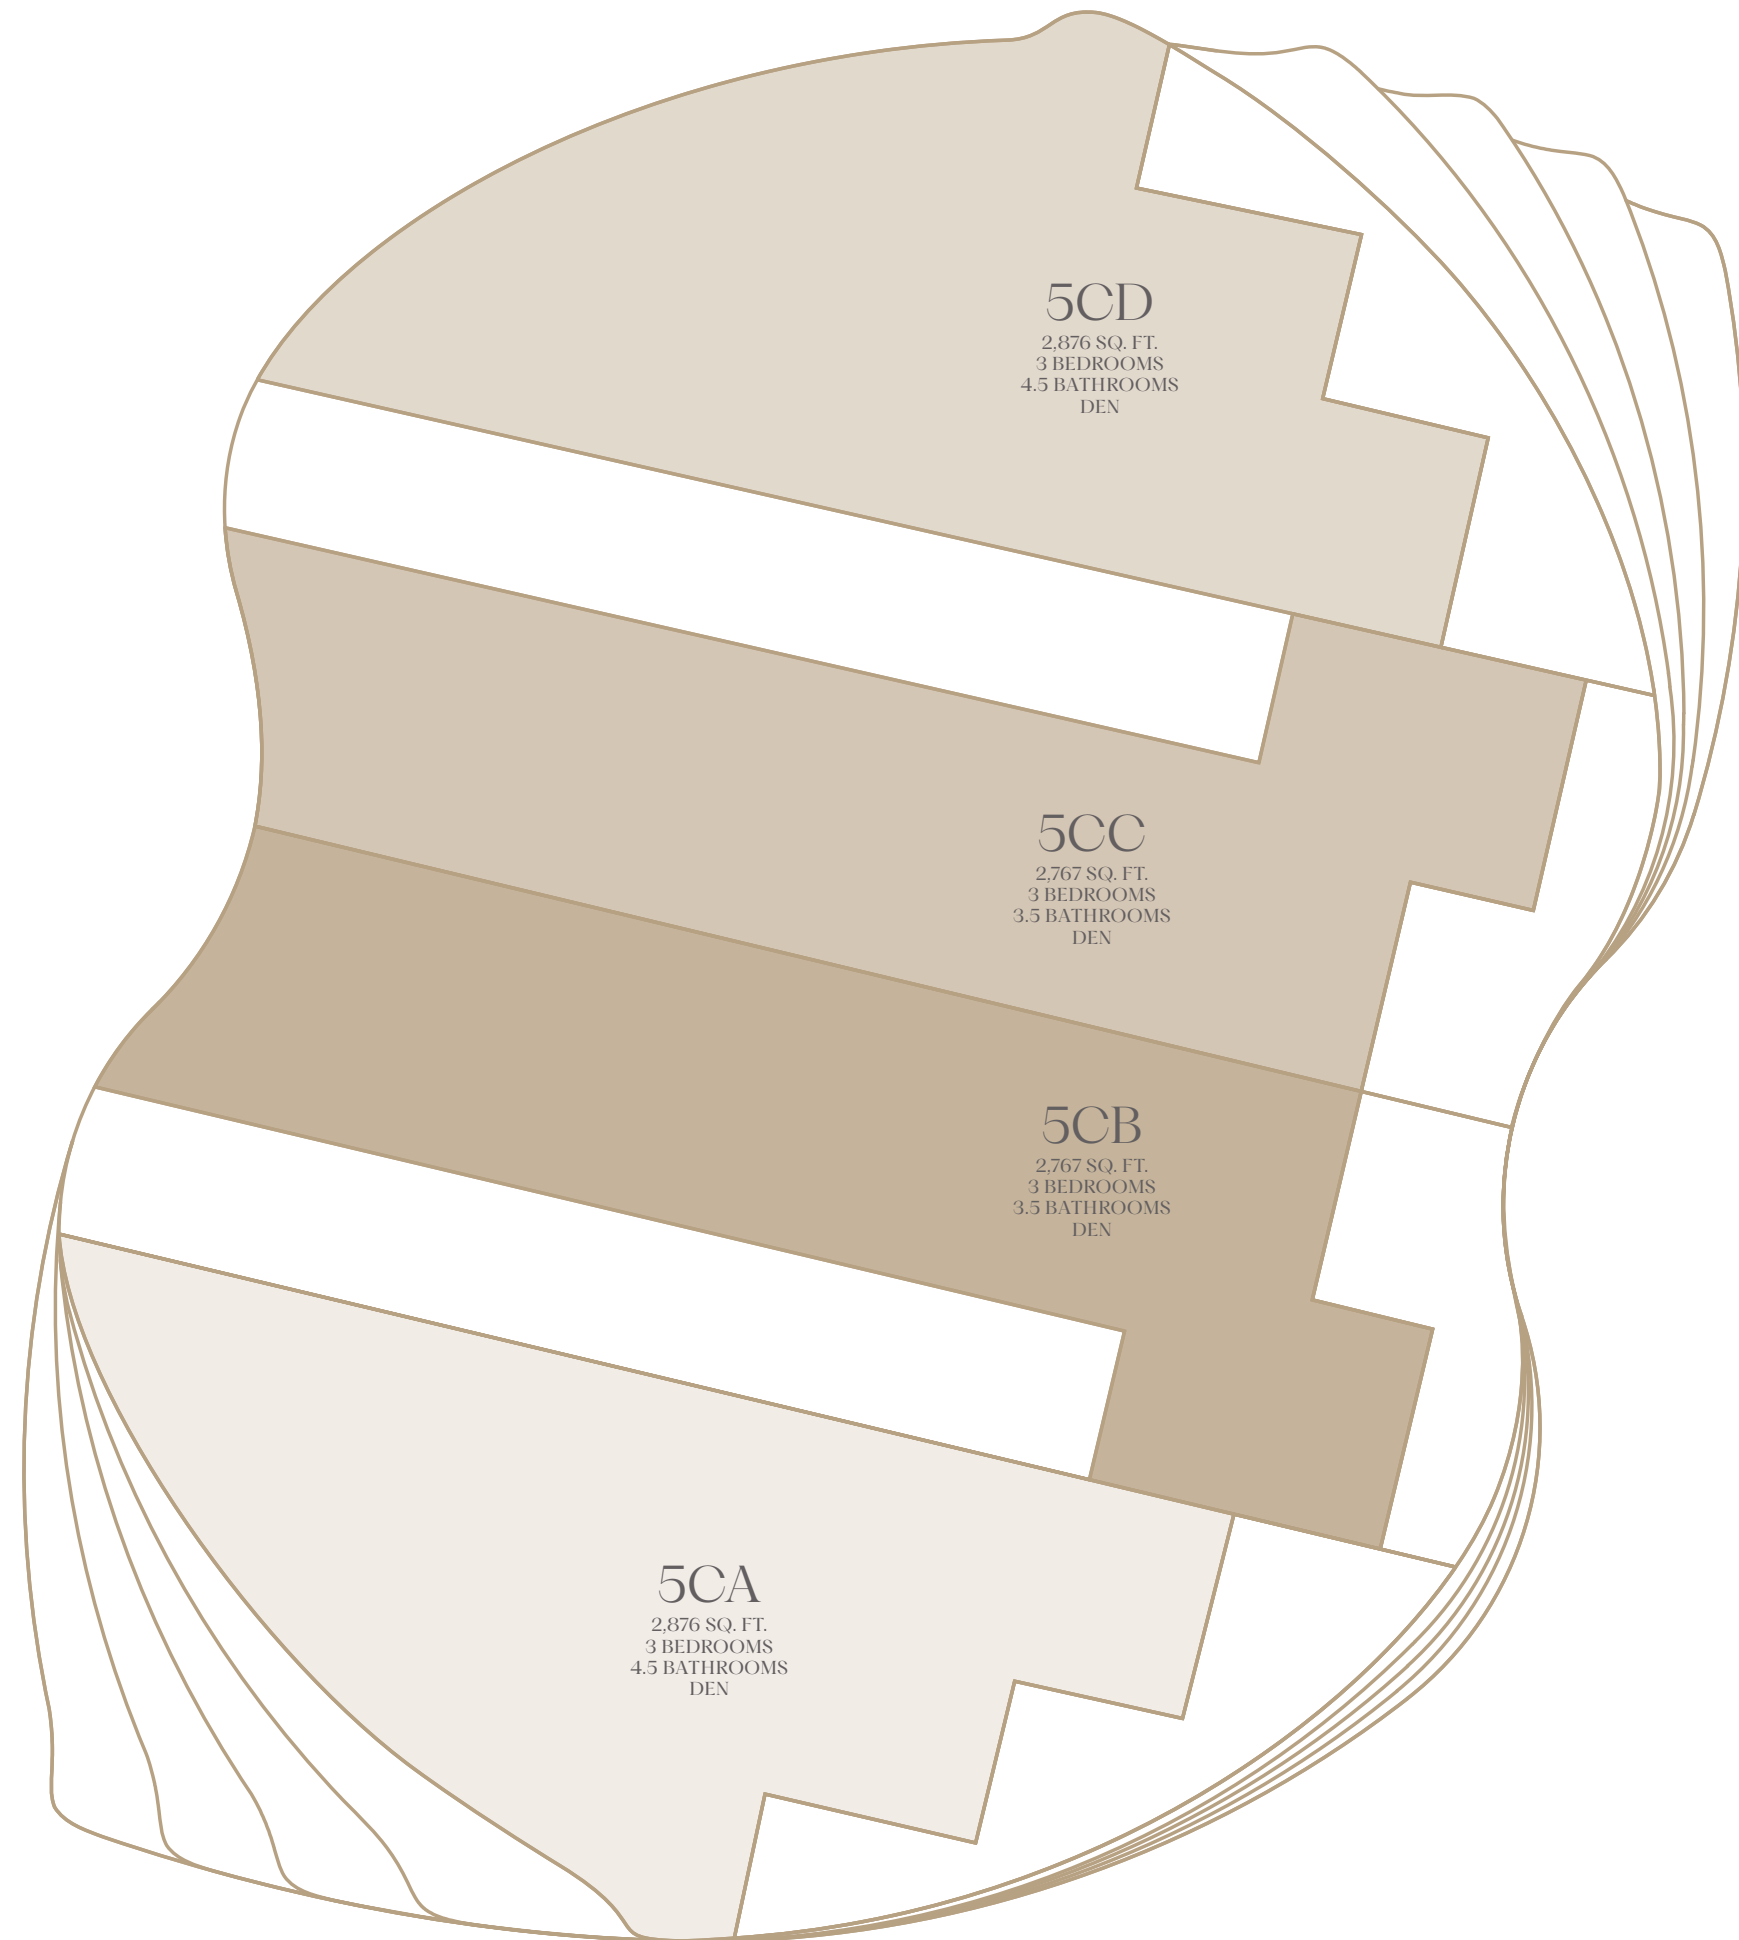 5CD
2,876 SQ. FT.
3 BEDROOMS
4.5 BATHROOMS
DEN
5CC
2,767 SQ. FT.
3 BEDROOMS
3.5 BATHROOMS
DEN
5CB
2,767 SQ. FT.
3 BEDROOMS
3.5 BATHROOMS
DEN
5CA
2,876 SQ. FT.
3 BEDROOMS
4.5 BATHROOMS
DEN